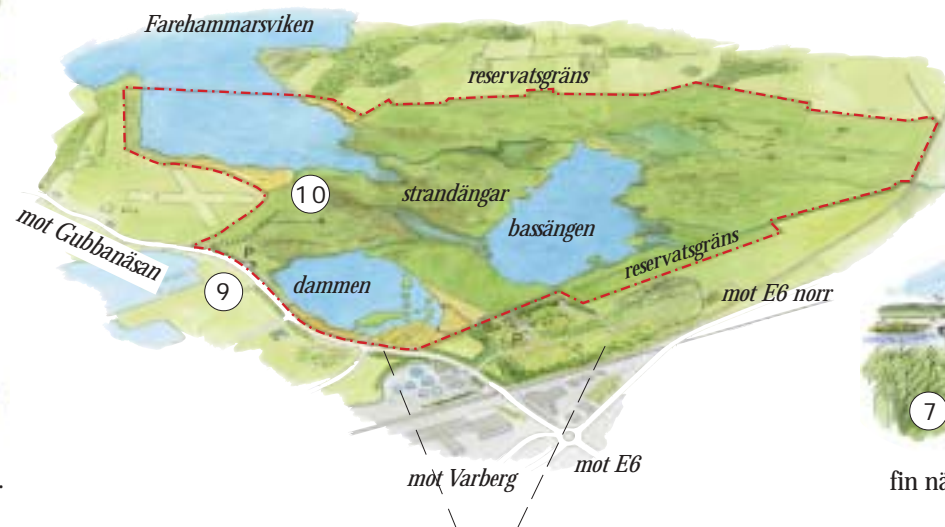 Farehammarsviken
reservatsgräns
10
strandängar
mot Gubbanäsan
bassängen
reservatsgräns
9
dammen
mot E6 norr
P
P
7
mot Varberg
mot E6
fin nä
.